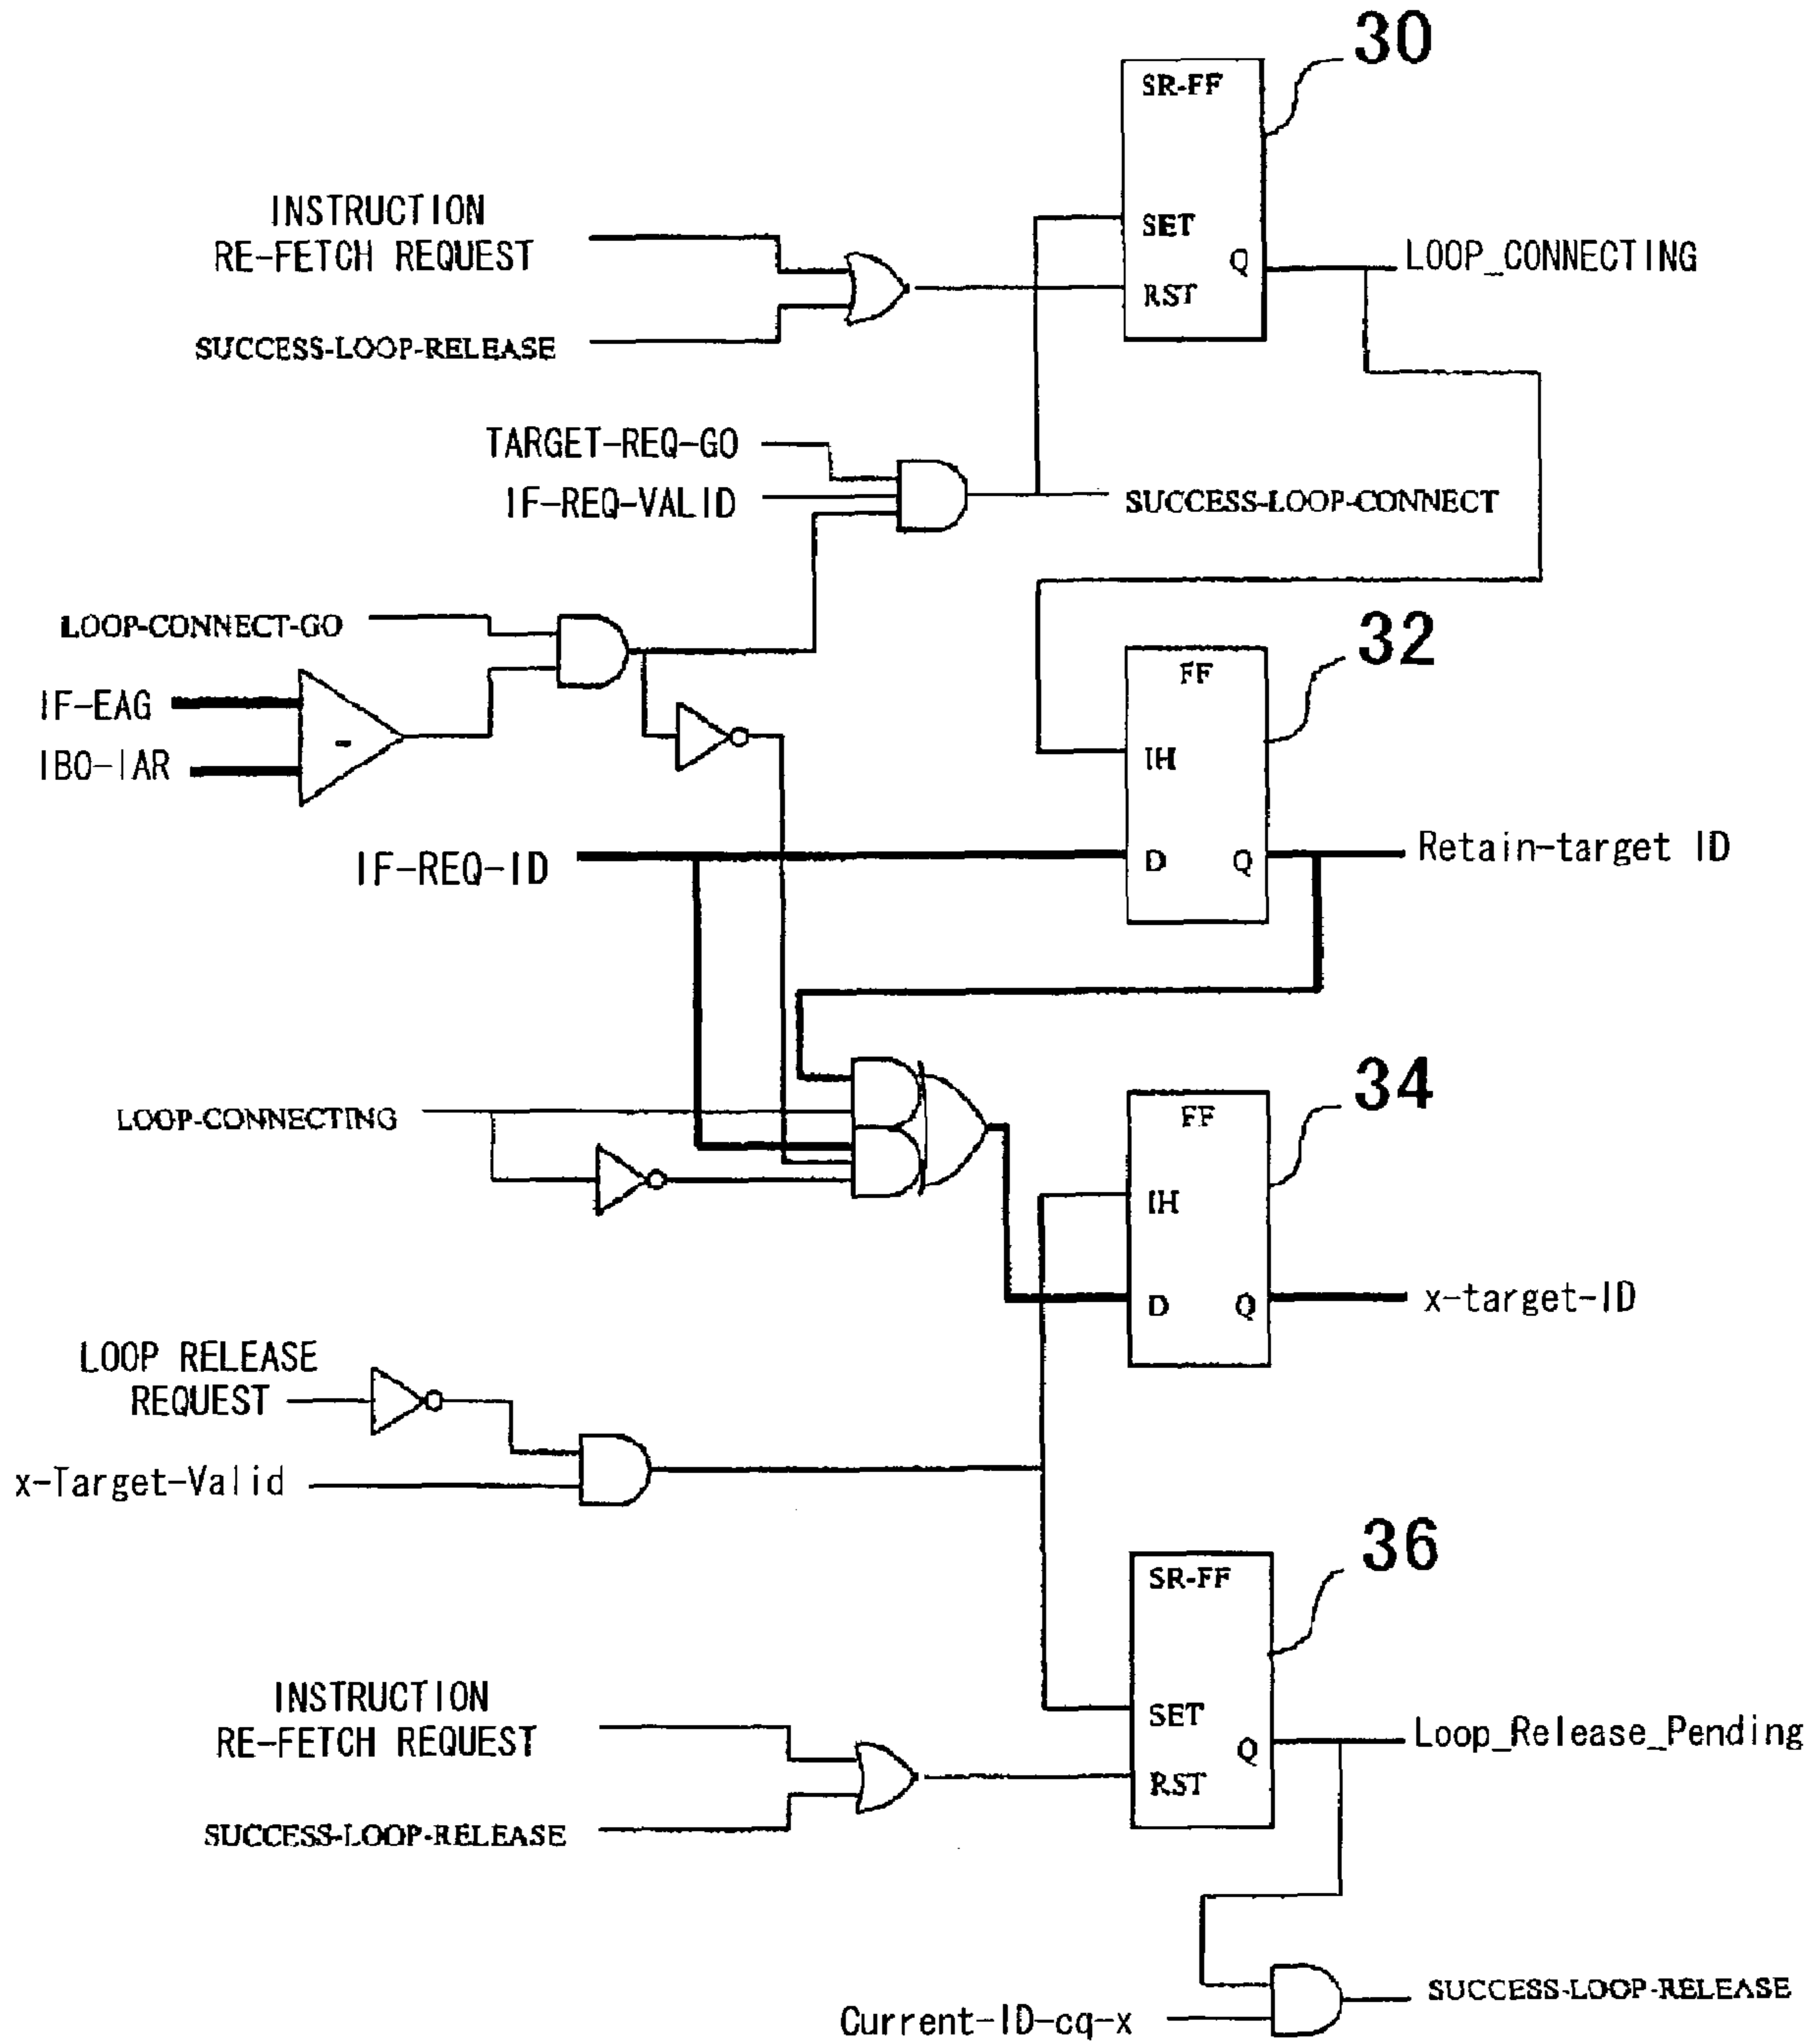 30
SR-FF
INSTRUCTION
RE-FETCH REQUEST
SET
Q
LOOP_CONNECTING
RST
SUCCESS-LOOP-RELEASE
TARGET-REQ-GO
IF-REQ-VALID
SUCCESS-LOOP-CONNECT
LOOP-CONNECT-GO
32
FF
IF-EAG
-
IBO-IAR
IH
IF-REQ-ID
D
Q
Retain-target ID
34
FF
LOOP-CONNECTING
IH
D
Q
x-target-ID
LOOP RELEASE
REQUEST
x-Target-Valid
36
SR-FF
INSTRUCTION
RE-FETCH REQUEST
SET
Q
Loop_Release_Pending
RST
SUCCESS-LOOP-RELEASE
SUCCESS-LOOP-RELEASE
Current-ID-cq-x